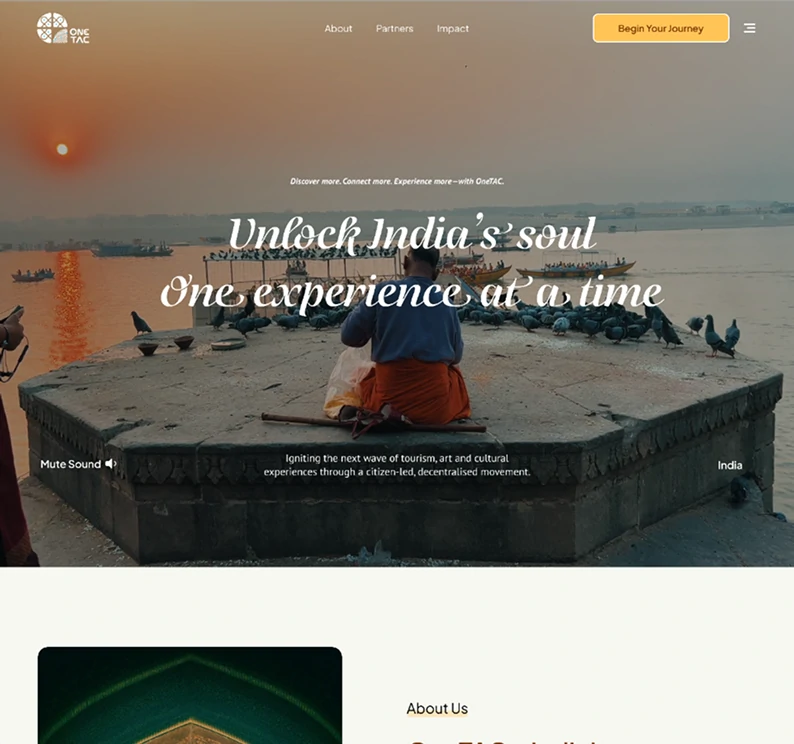 ONE
TAC
About
Partners
Impact
Begin Your Journey
Discover more. Connect more. Experience more—with OneTAC.
Unlock India's soul
One experience at a time
Mute Sound
Igniting the next wave of tourism, art and cultural
experiences through a citizen-led, decentralised movement.
India
About Us